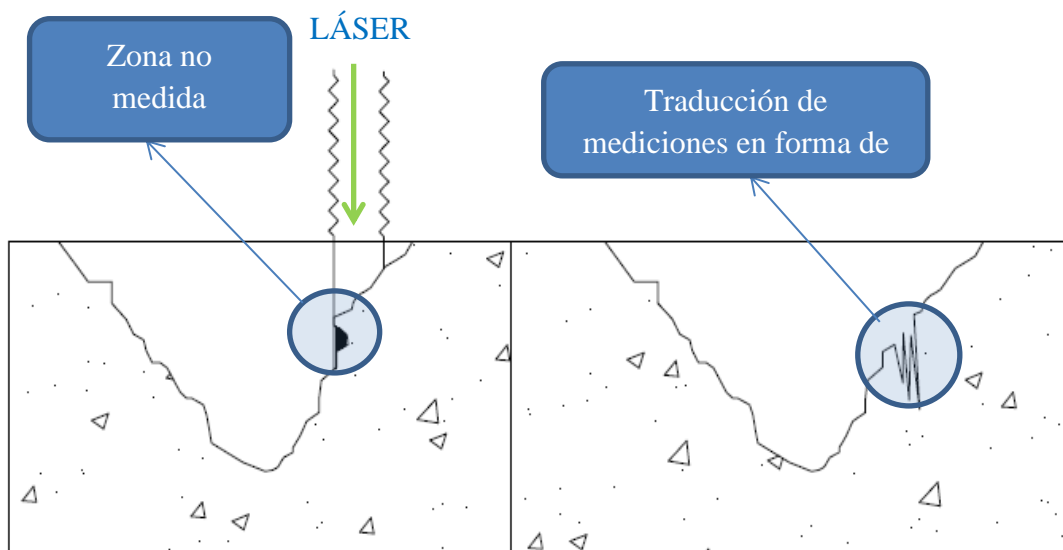 LÁSER
Zona no
medida
Traducción de
mediciones en forma de